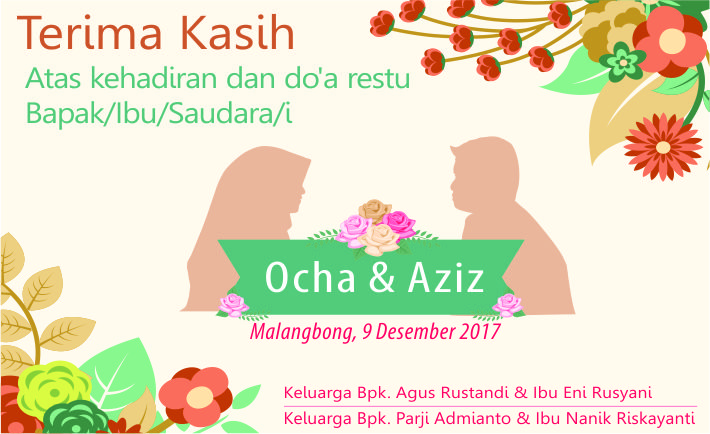 Terima Kasih
Atas kehadiran dan do'a restu
Bapak/Ibu/Saudara/i
Ocha & Aziz
Malangbong, 9 Desember 2017
Keluarga Bpk. Agus Rustandi & Ibu Eni Rusyani
Keluarga Bpk. Parji Admianto & Ibu Nanik Riskayanti